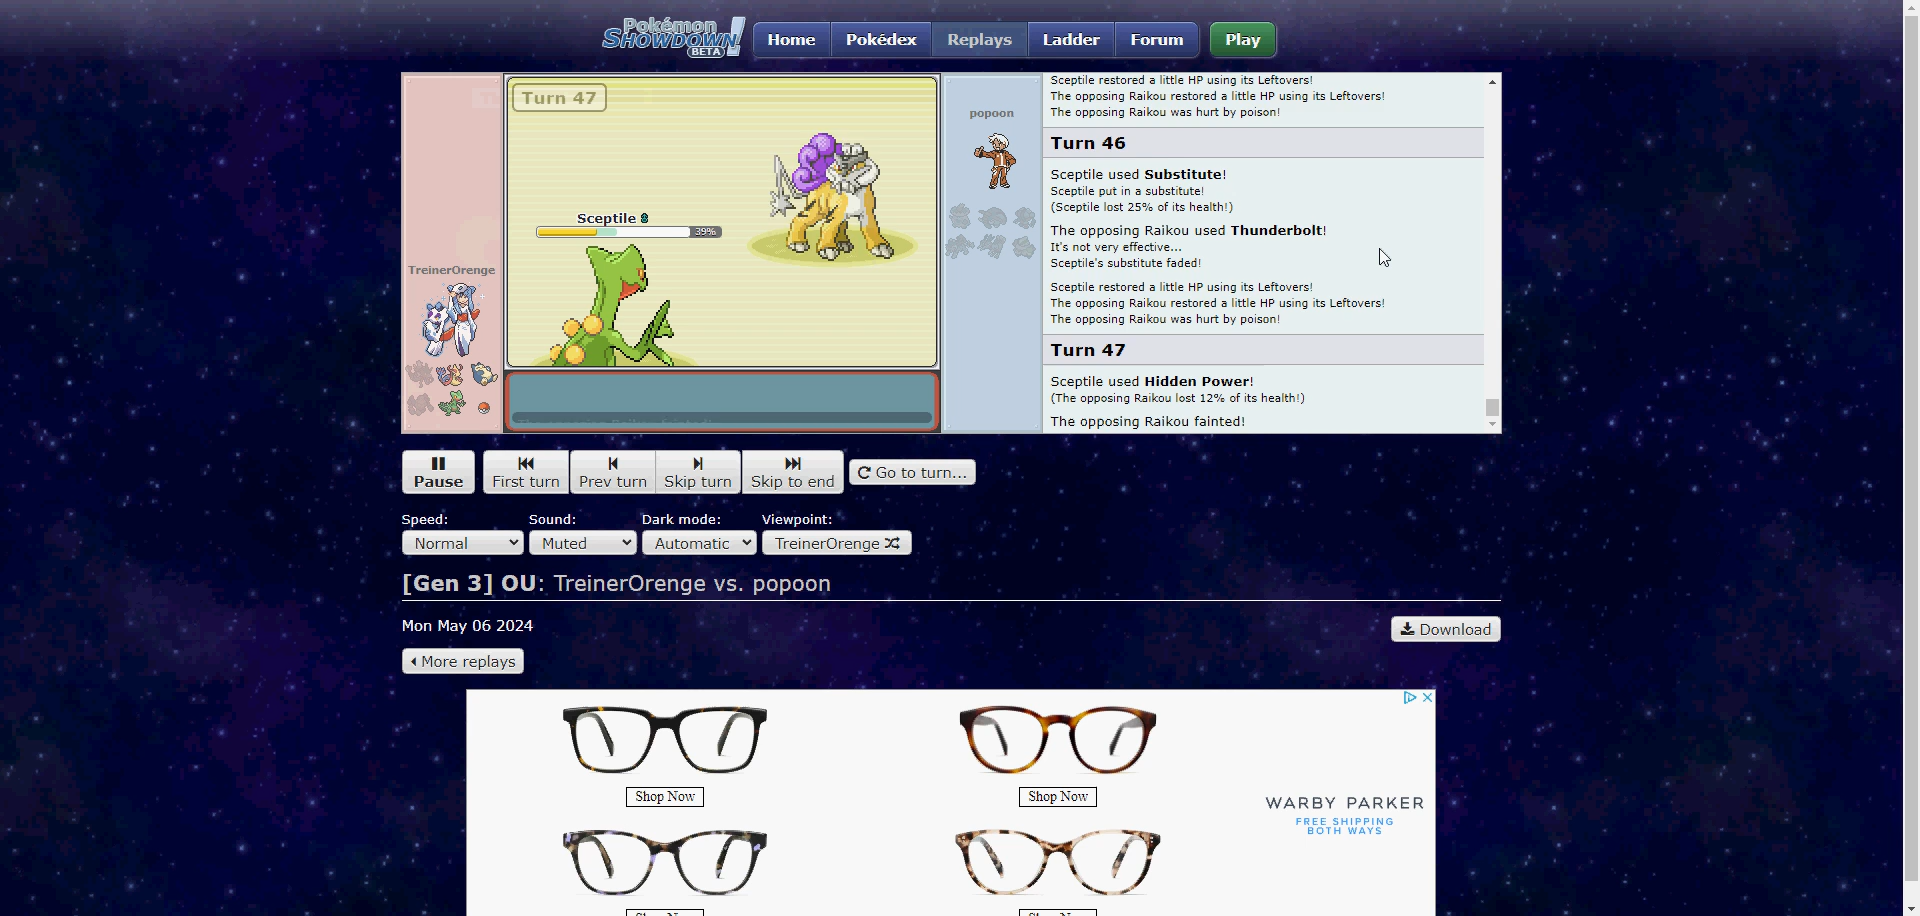 Pokémon
SHOWDOWN!
BETA
Home
Pokédex
Replays
Ladder
Forum
Play
TreinerOrenge
Turn 47
Sceptile
39%
popoon
Sceptile restored a little HP using its Leftovers!
The opposing Raikou restored a little HP using its Leftovers!
The opposing Raikou was hurt by poison!
Turn 46
Sceptile used Substitute!
Sceptile put in a substitute!
(Sceptile lost 25% of its health!)
The opposing Raikou used Thunderbolt!
It's not very effective...
Sceptile's substitute faded!
Sceptile restored a little HP using its Leftovers!
The opposing Raikou restored a little HP using its Leftovers!
The opposing Raikou was hurt by poison!
Turn 47
Sceptile used Hidden Power!
(The opposing Raikou lost 12% of its health!)
The opposing Raikou fainted!
Pause
First turn
Prev turn
Skip turn
Skip to end
Go to turn...
Speed:
Sound:
Dark mode:
Viewpoint:
Normal
Muted
Automatic
TreinerOrenge
[Gen 3] OU: TreinerOrenge vs. popoon
Mon May 06 2024
Download
More replays
Shop Now
Shop Now
WARBY PARKER
FREE SHIPPING
BOTH WAYS